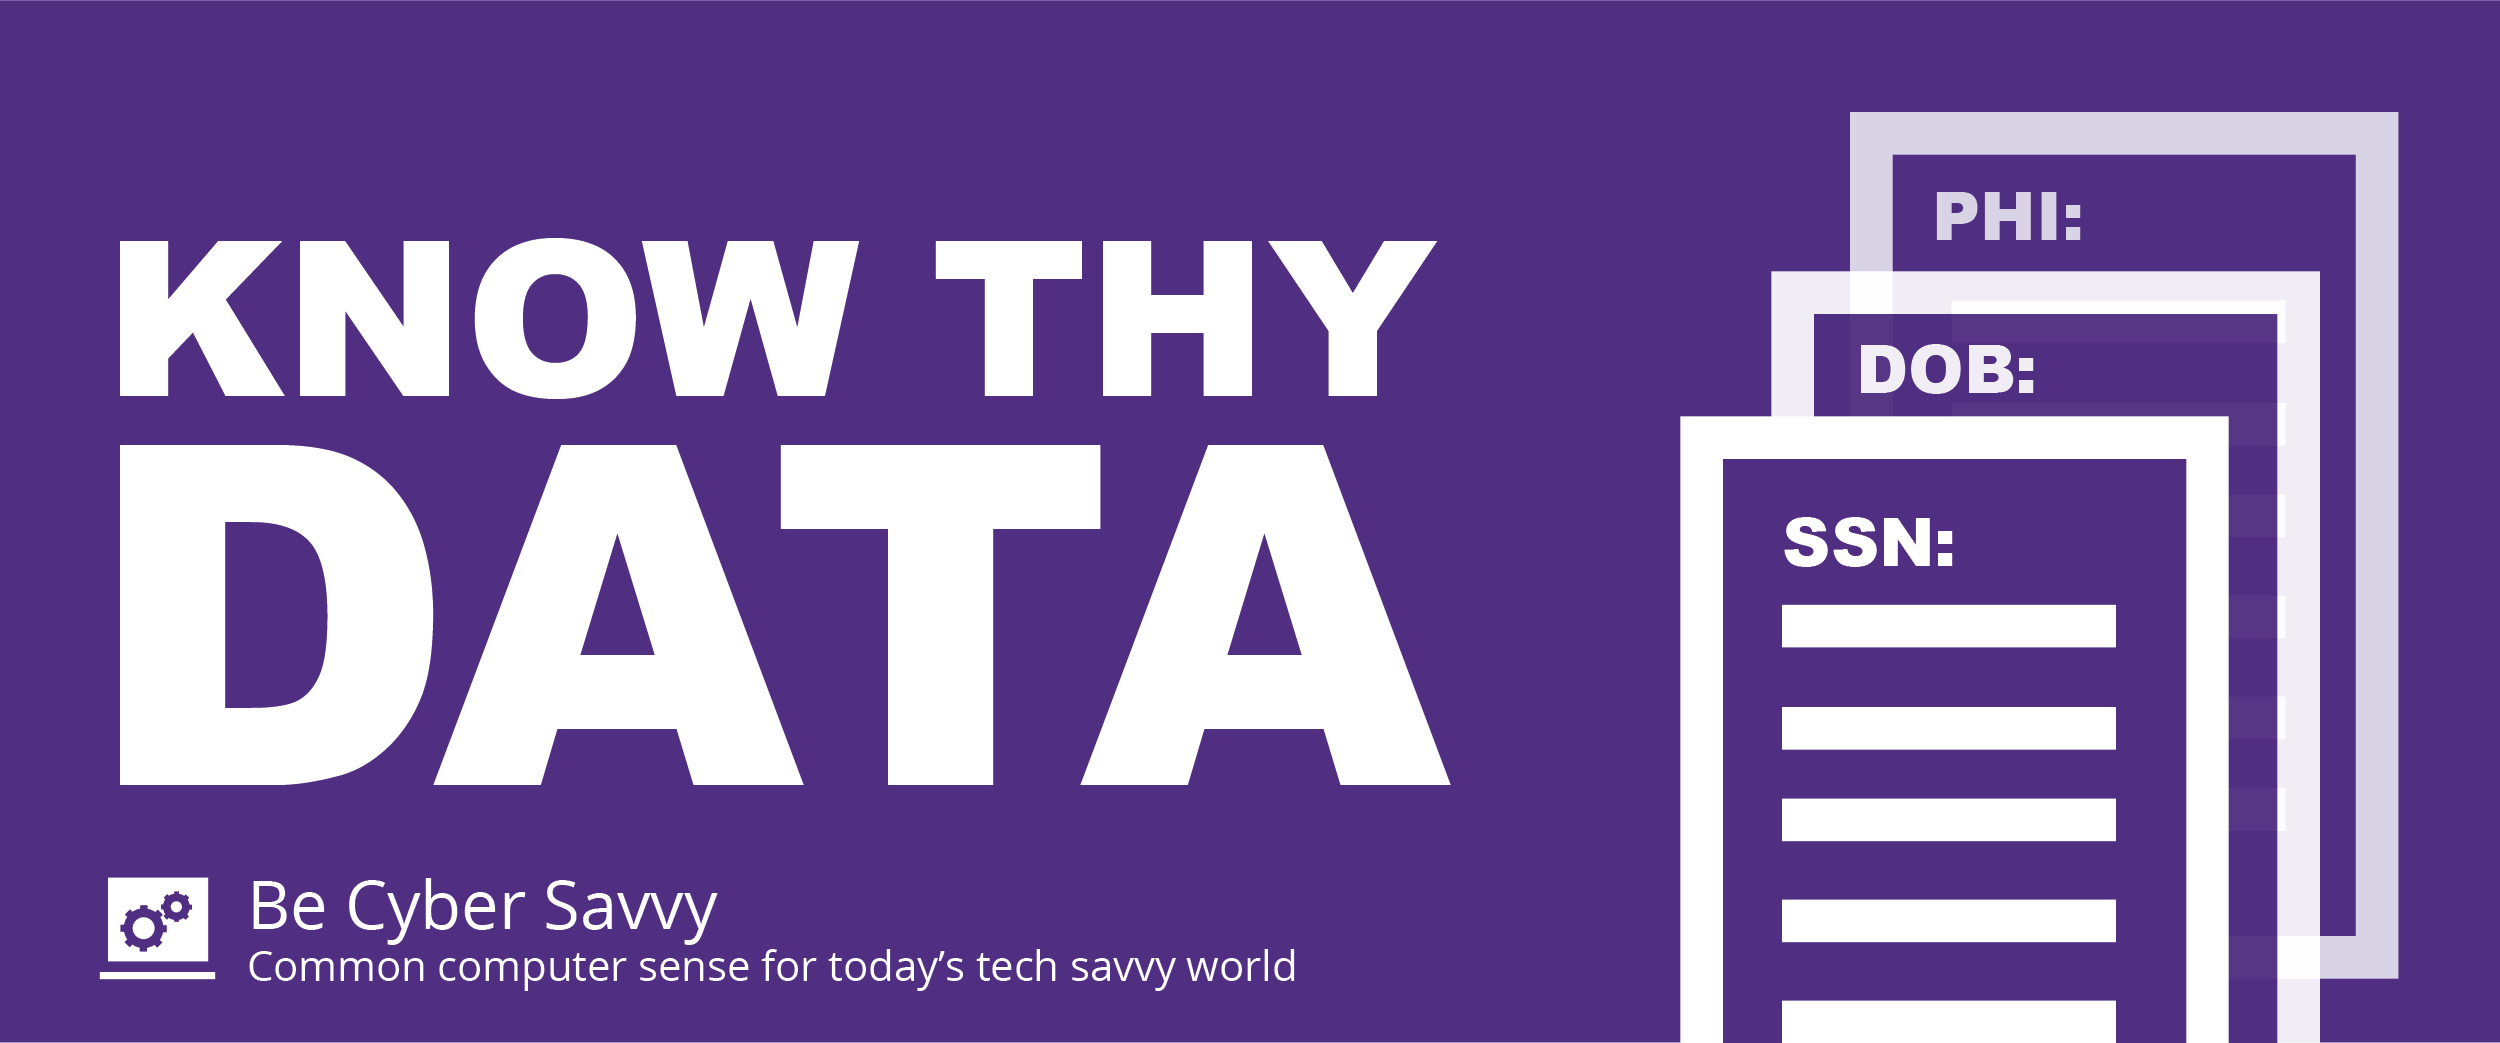 KNOW THY
DATA
Be Cyber Savvy
Common computer sense for today’s tech savvy world
PHI:
DOB:
SSN: